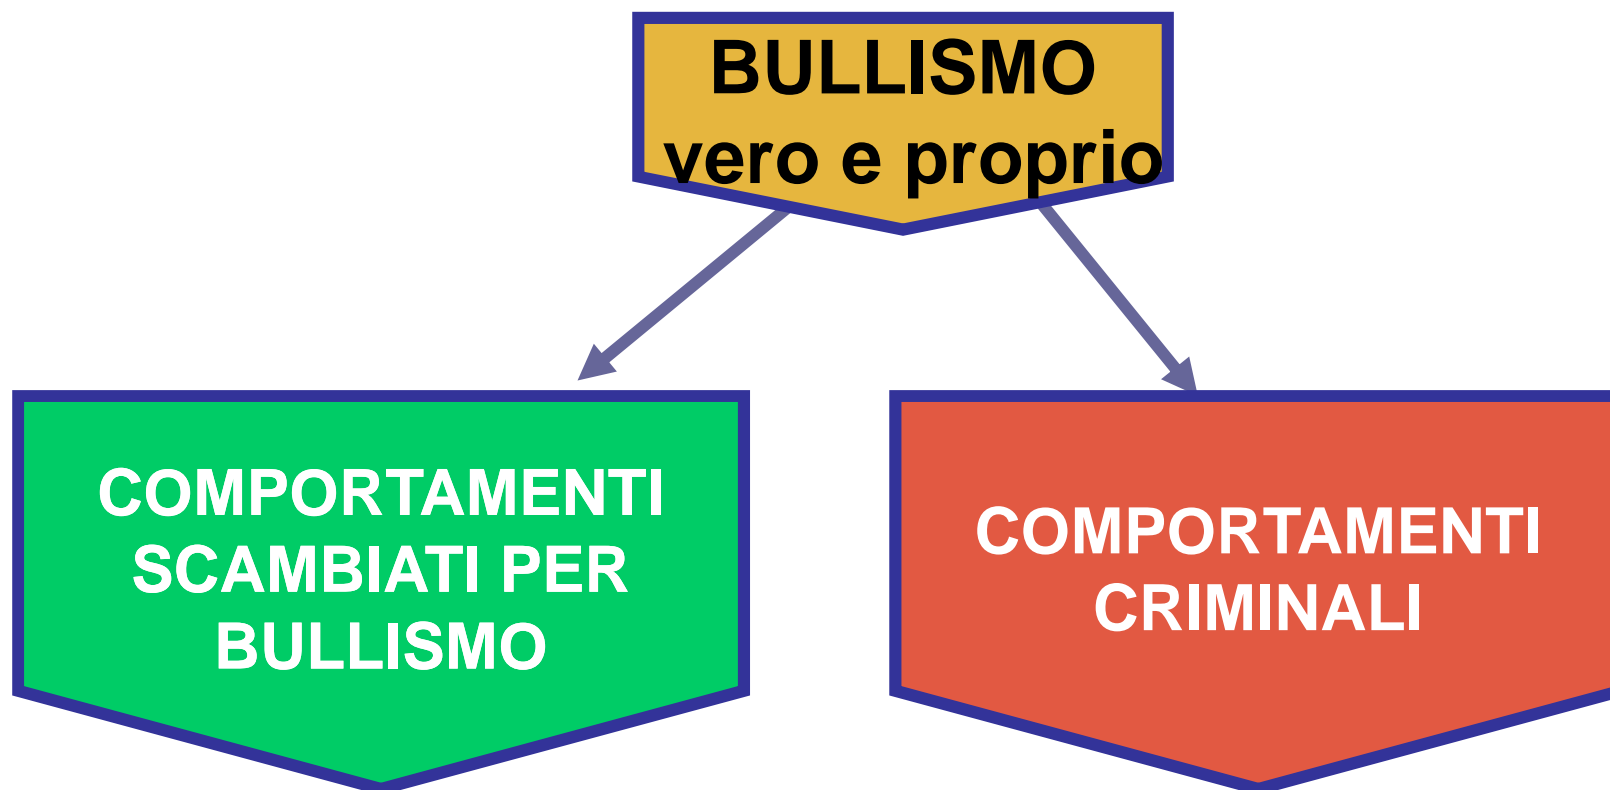 BULLISMO
vero e proprio
COMPORTAMENTI
SCAMBIATI PER
BULLISMO
COMPORTAMENTI
CRIMINALI